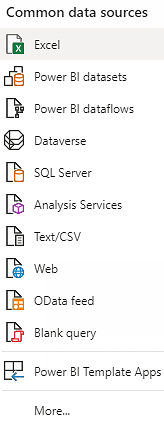 Common data sources
Excel
Power BI datasets
Power BI dataflows
Dataverse
SQL Server
Analysis Services
Text/CSV
Web
OData feed
Blank query
Power BI Template Apps
More...